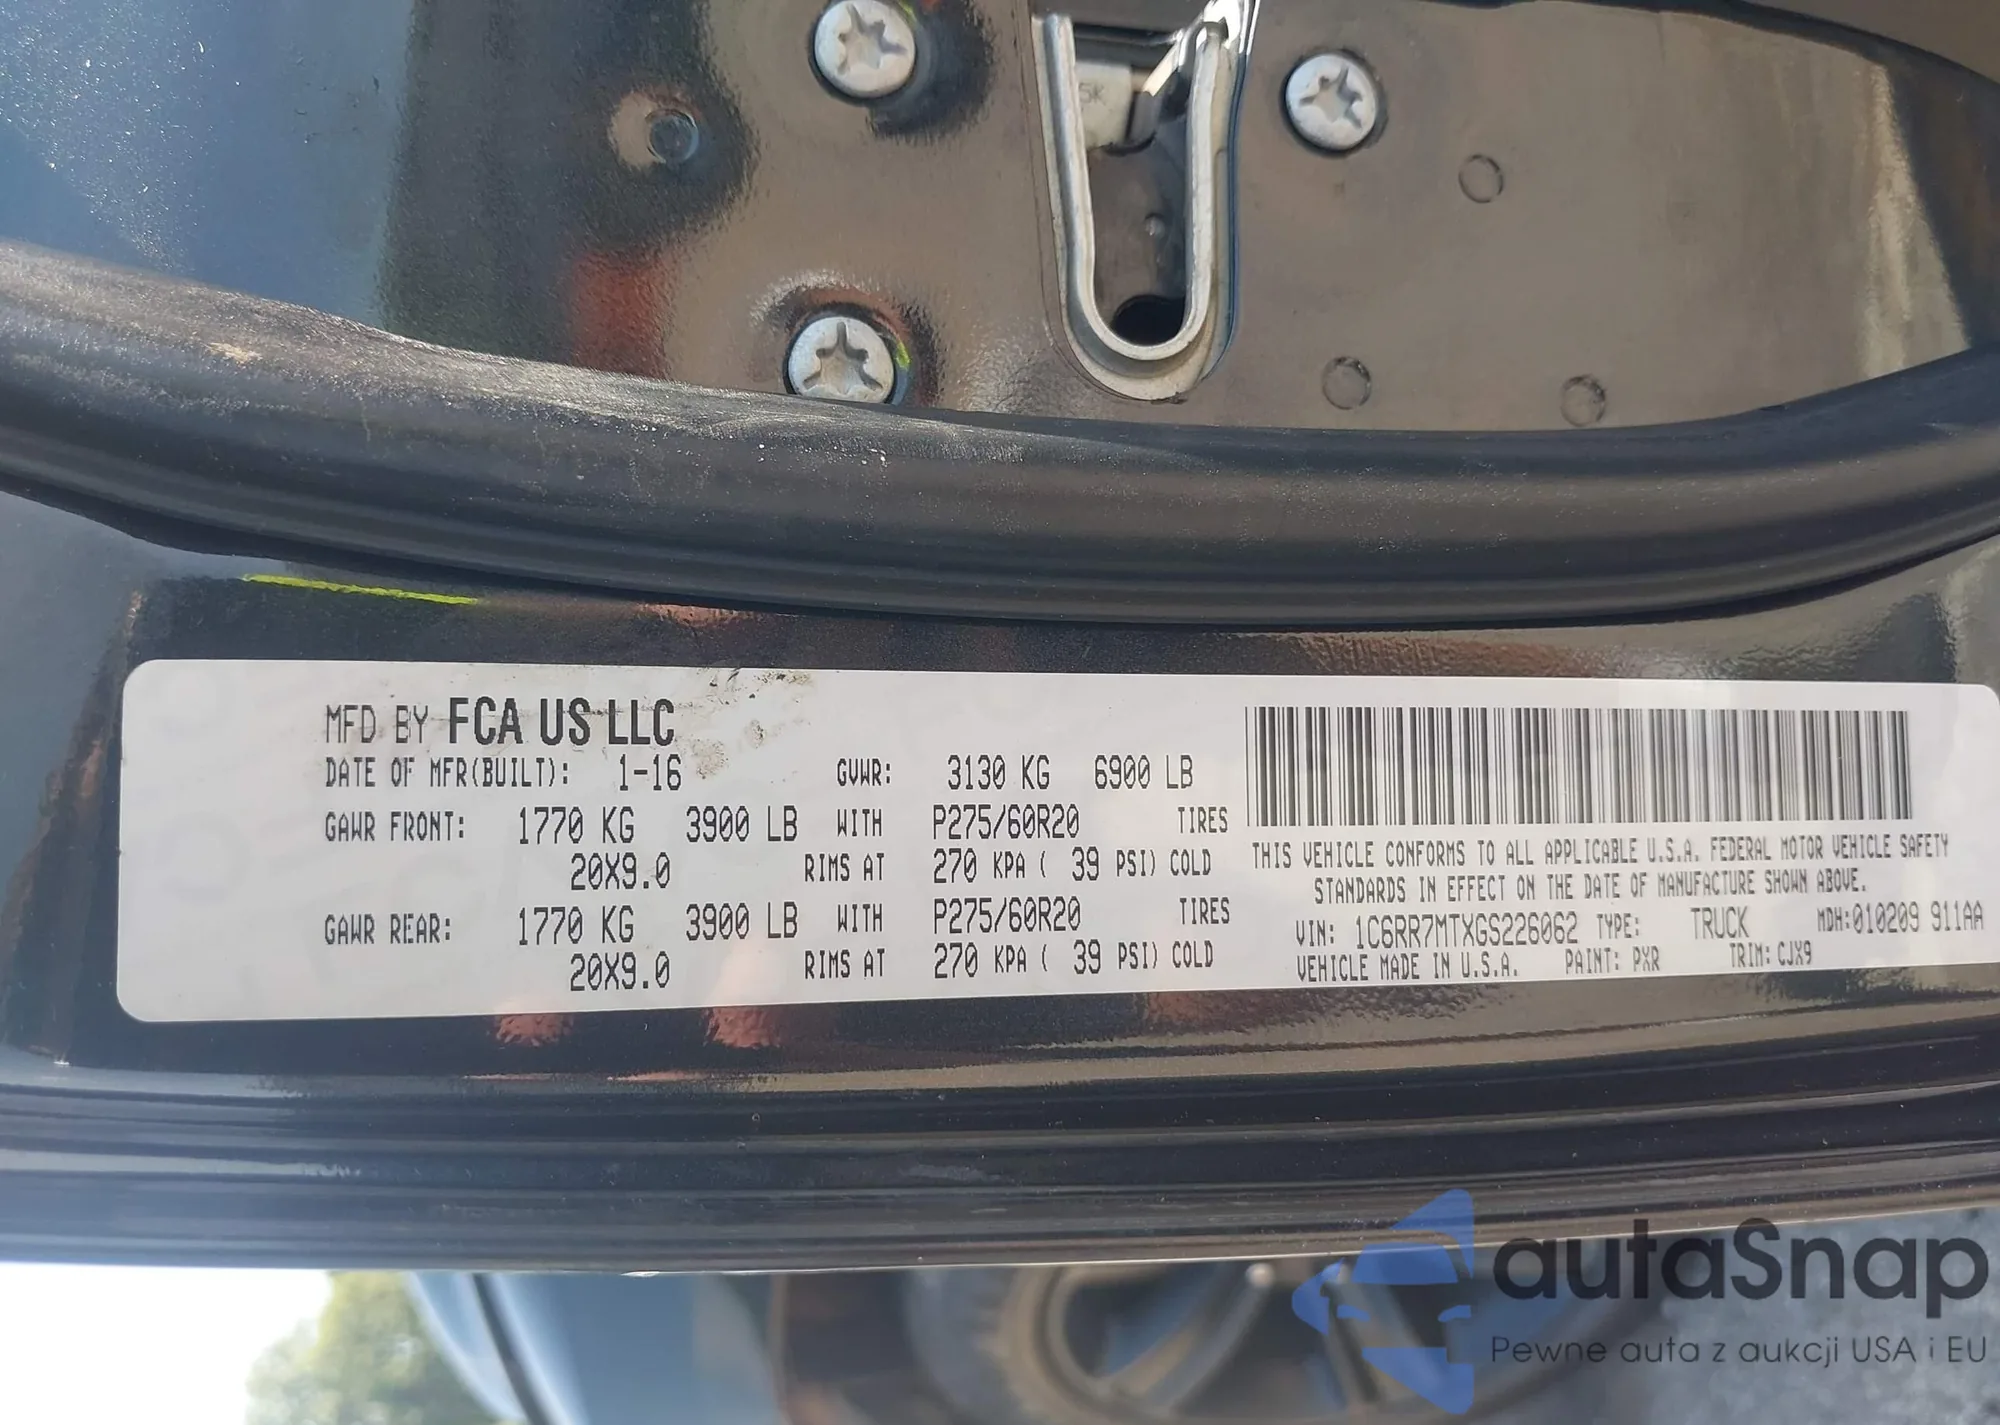 5K
MFD BY FCA US LLC
DATE OF MFR(BUILT): 1-16 GVWR: 3130 KG 6900 LB
GAWR FRONT: 1770 KG 3900 LB WITH P275/60R20 TIRES
20X9.0 RIMS AT 270 KPA ( 39 PSI) COLD
GAWR REAR: 1770 KG 3900 LB WITH P275/60R20 TIRES
20X9.0 RIMS AT 270 KPA ( 39 PSI) COLD
THIS VEHICLE CONFORMS TO ALL APPLICABLE U.S.A. FEDERAL MOTOR VEHICLE SAFETY
STANDARDS IN EFFECT ON THE DATE OF MANUFACTURE SHOWN ABOVE.
VIN: 1C6RR7MTXGS226062 TYPE: TRUCK MDH:010209 911AA
VEHICLE MADE IN U.S.A. PAINT: PXR TRIM: CJX9
autaSnap
Pewne auta z aukcji USA i EU